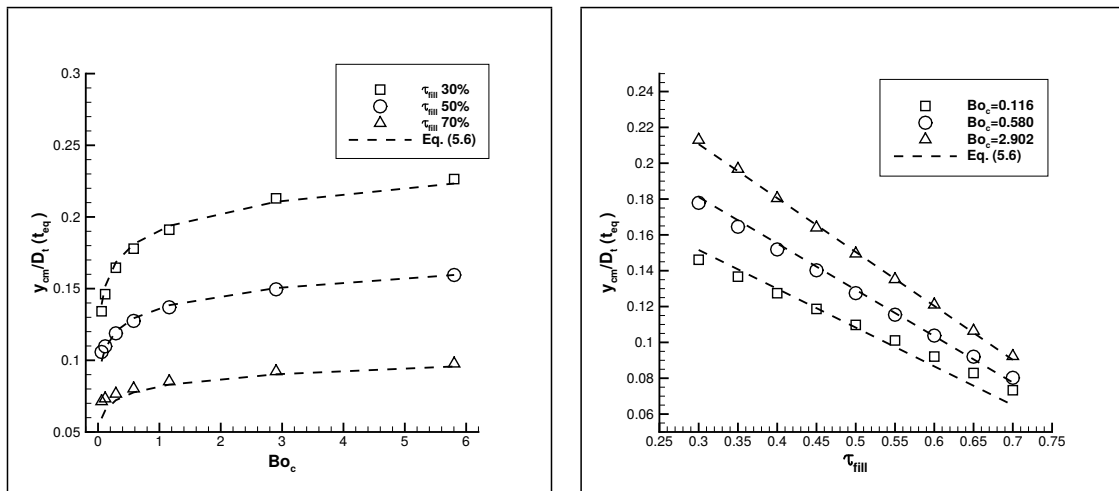 y_cm/D_t (t_eq)
0.3
0.25
0.2
0.15
0.1
0.05
0
1
2
3
4
5
6
Bo_c
τ_fill 30%
τ_fill 50%
τ_fill 70%
Eq. (5.6)
y_cm/D_t (t_eq)
0.24
0.22
0.2
0.18
0.16
0.14
0.12
0.1
0.08
0.06
0.25
0.3
0.35
0.4
0.45
0.5
0.55
0.6
0.65
0.7
0.75
τ_fill
Bo_c=0.116
Bo_c=0.580
Bo_c=2.902
Eq. (5.6)